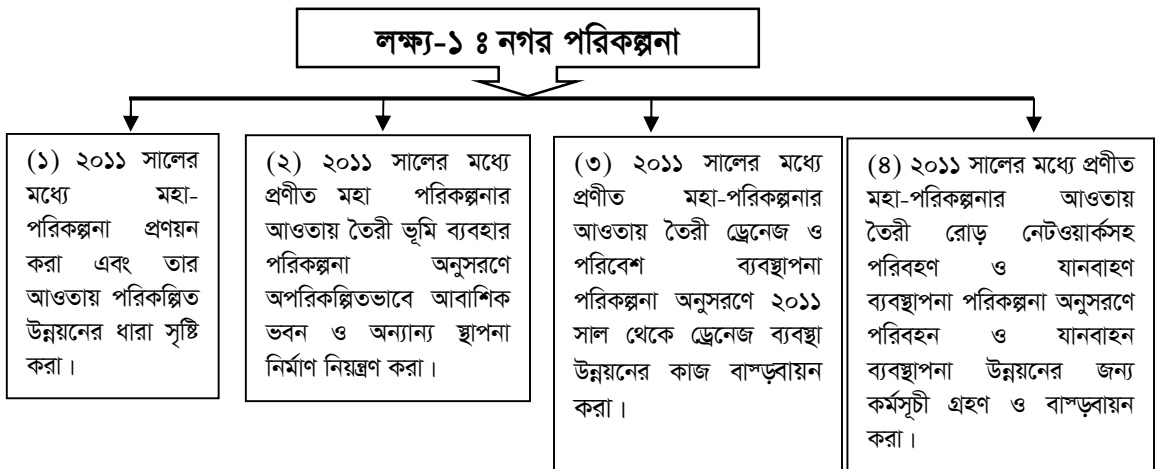 লক্ষ্য-১ ঃ নগর পরিকল্পনা
(১) ২০১১ সালের
মধ্যে মহা-
পরিকল্পনা প্রণয়ন
করা এবং তার
আওতায় পরিকল্পিত
উন্নয়নের ধারা সৃষ্টি
করা।
(২) ২০১১ সালের মধ্যে
প্রণীত মহা পরিকল্পনার
আওতায় তৈরী ভূমি ব্যবহার
পরিকল্পনা অনুসরণে
অপরিকল্পিতভাবে আবাশিক
ভবন ও অন্যান্য স্থাপনা
নির্মাণ নিয়ন্ত্রণ করা।
(৩) ২০১১ সালের মধ্যে
প্রণীত মহা-পরিকল্পনার
আওতায় তৈরী ড্রেনেজ ও
পরিবেশ ব্যবস্থাপনা
পরিকল্পনা অনুসরণে ২০১১
সাল থেকে ড্রেনেজ ব্যবস্থা
উন্নয়নের কাজ বাস্ড়বায়ন
করা।
(৪) ২০১১ সালের মধ্যে প্রণীত
মহা-পরিকল্পনার আওতায়
তৈরী রোড় নেটওয়ার্কসহ
পরিবহণ ও যানবাহণ
ব্যবস্থাপনা পরিকল্পনা অনুসরণে
পরিবহন ও যানবাহন
ব্যবস্থাপনা উন্নয়নের জন্য
কর্মসূচী গ্রহণ ও বাস্ড়বায়ন
করা।